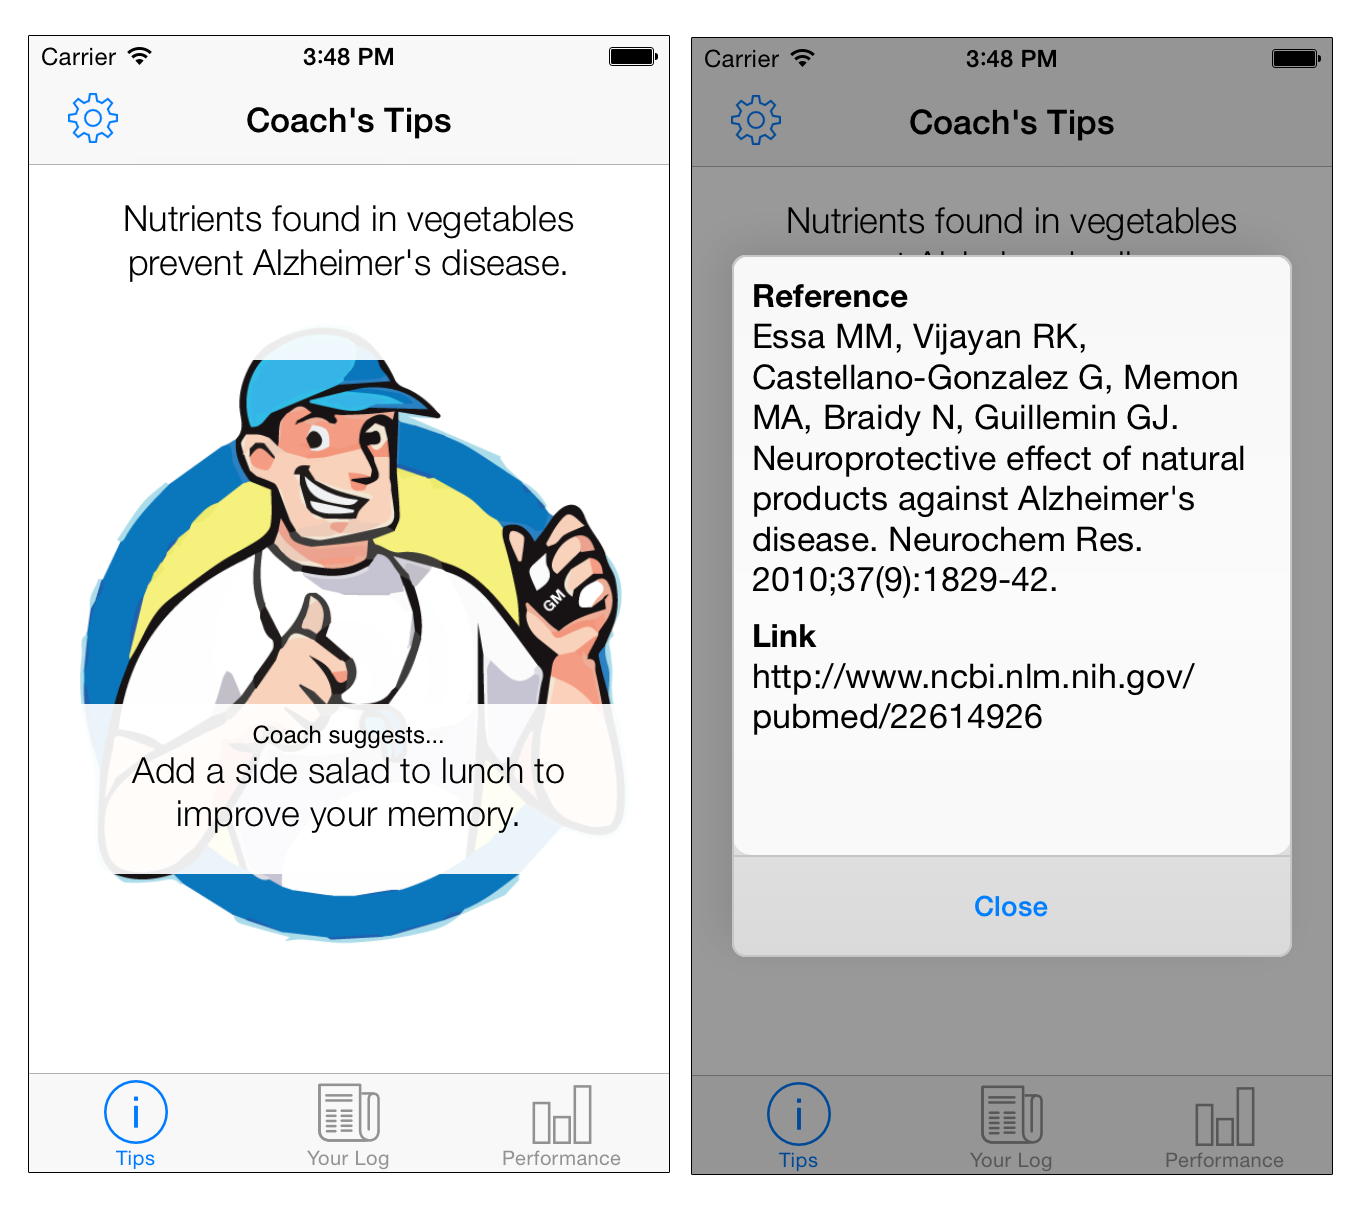 Carrier 3:48 PM
Coach's Tips
Nutrients found in vegetables
prevent Alzheimer's disease.
GM
Coach suggests...
Add a side salad to lunch to
improve your memory.
Tips Your Log Performance
Carrier 3:48 PM
Coach's Tips
Nutrients found in vegetables
Reference
Essa MM, Vijayan RK,
Castellano-Gonzalez G, Memon
MA, Braidy N, Guillemin GJ.
Neuroprotective effect of natural
products against Alzheimer's
disease. Neurochem Res.
2010;37(9):1829-42.
Link
http://www.ncbi.nlm.nih.gov/
pubmed/22614926
Close
Tips Your Log Performance